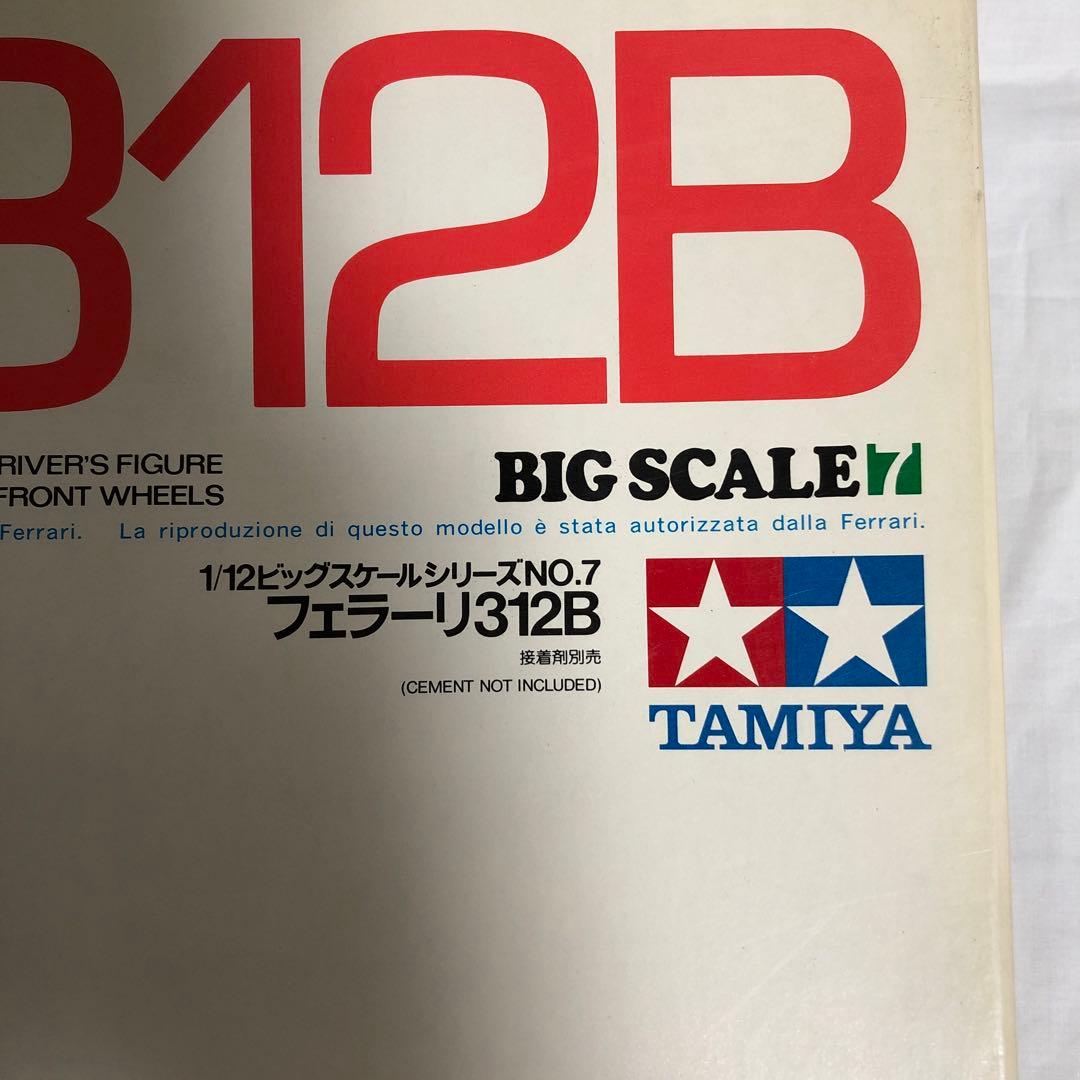 312B
RIVER'S FIGURE
FRONT WHEELS
BIG SCALE 7
Ferrari. La riproduzione di questo modello è stata autorizzata dalla Ferrari.
1/12ビッグスケールシリーズNO.7
フェラーリ312B
接着剤別売
(CEMENT NOT INCLUDED)
TAMIYA